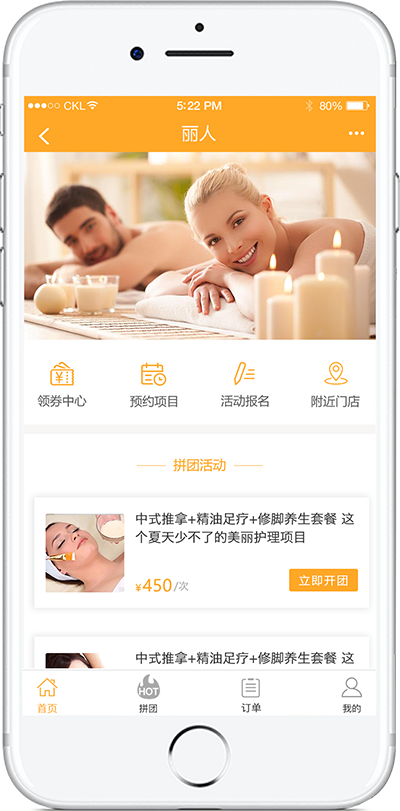 CKL 5:22 PM 80%
丽人
领券中心 预约项目 活动报名 附近门店
拼团活动
中式推拿+精油足疗+修脚养生套餐 这
个夏天少不了的美丽护理项目
¥450/次 立即开团
中式推拿+精油足疗+修脚养生套餐 这
HOT
首页 拼团 订单 我的